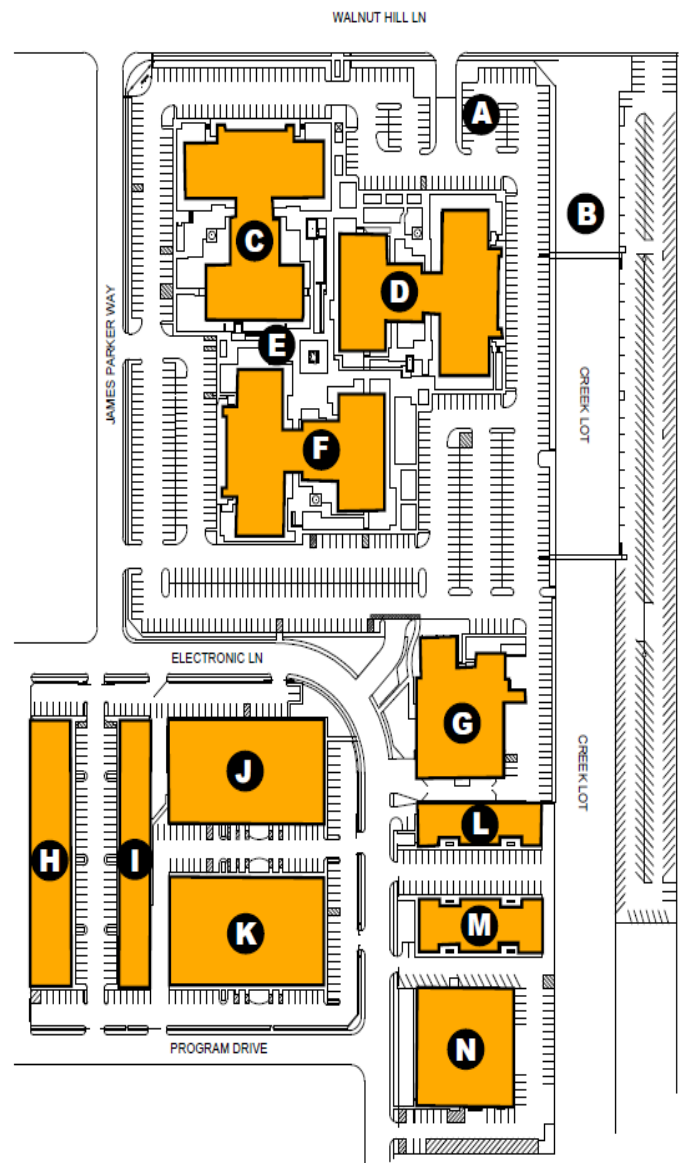 WALNUT HILL LN
A
B
C
D
JAMES PARKER WAY
E
CREEK LOT
F
ELECTRONIC LN
G
CREEK LOT
J
L
H
I
M
K
N
PROGRAM DRIVE